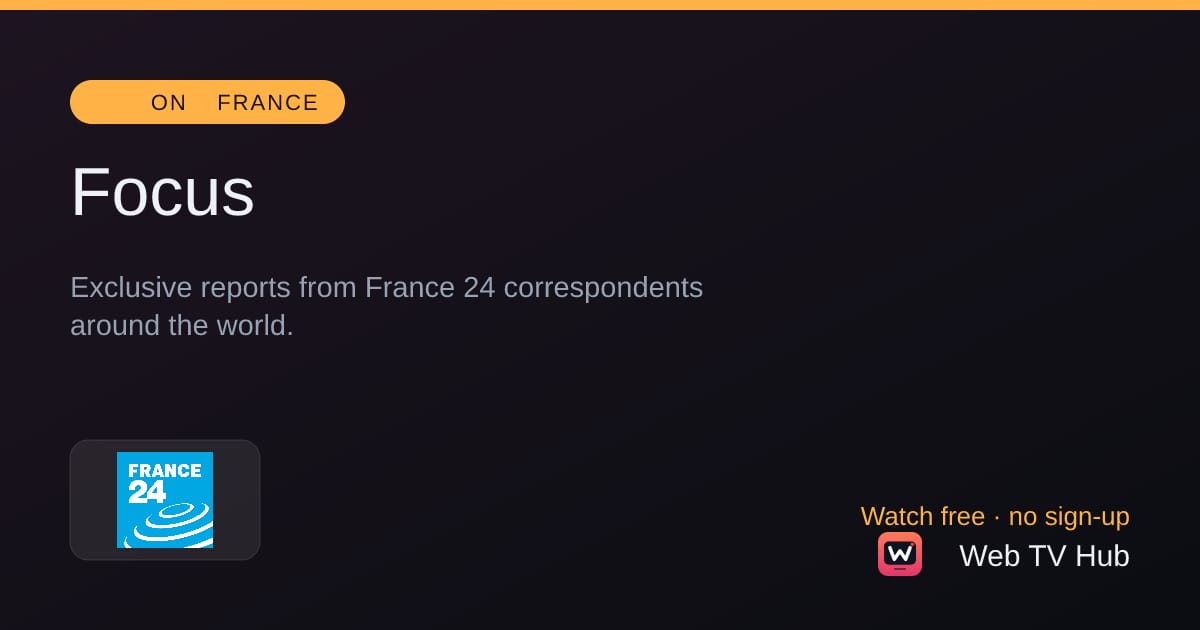 ON FRANCE
Focus
Exclusive reports from France 24 correspondents
around the world.
FRANCE
24
Watch free · no sign-up
W
Web TV Hub